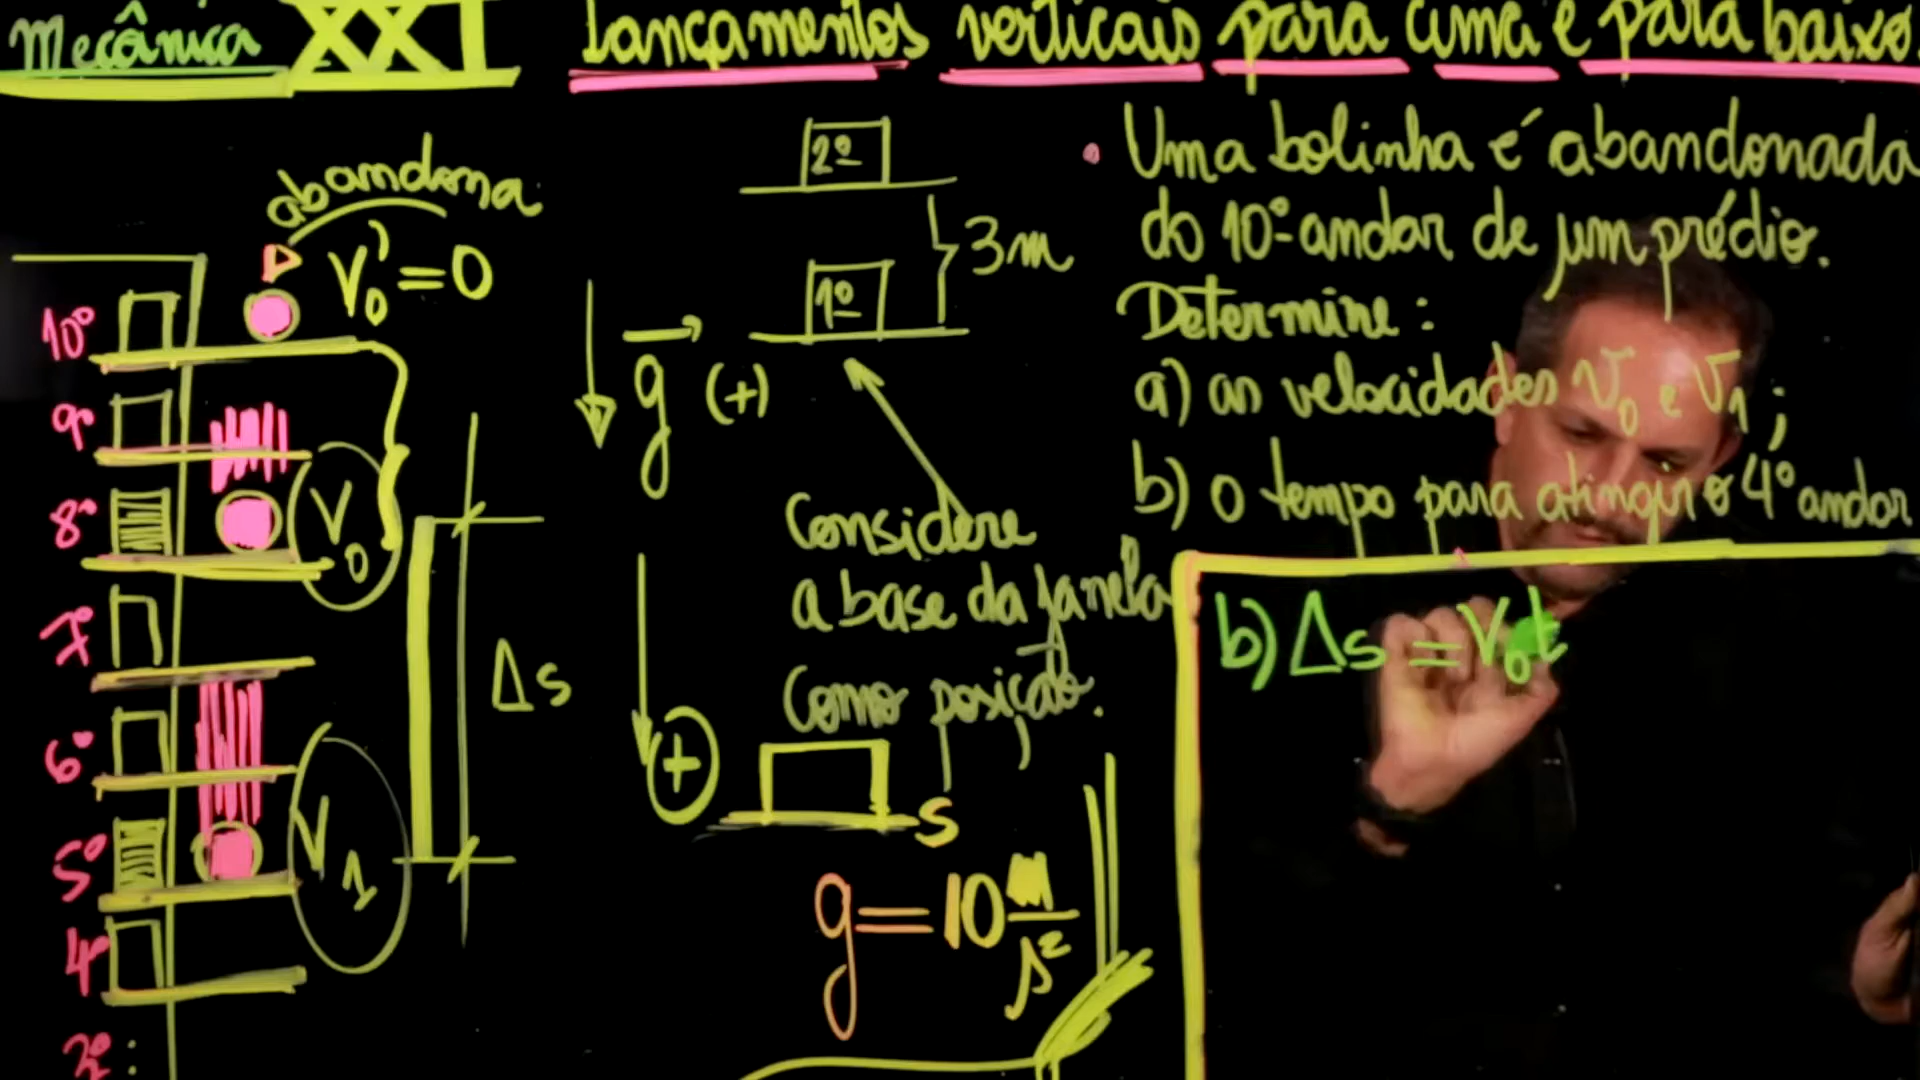 Mecânica XXI Lançamentos verticais para cima e para baixo.
abandona
V₀' = 0
10º
9º
8º
7º
6º
5º
4º
2º :
V₀
V₁
Δs
2º
1º
3m
g (+)
Considere
a base da janela
como posição.
+
s
g = 10 m/s²
• Uma bolinha é abandonada
do 10º andar de um prédio.
Determine:
a) as velocidades V₀ e V₁;
b) o tempo para atingir o 4º andar
b) Δs = V₀t